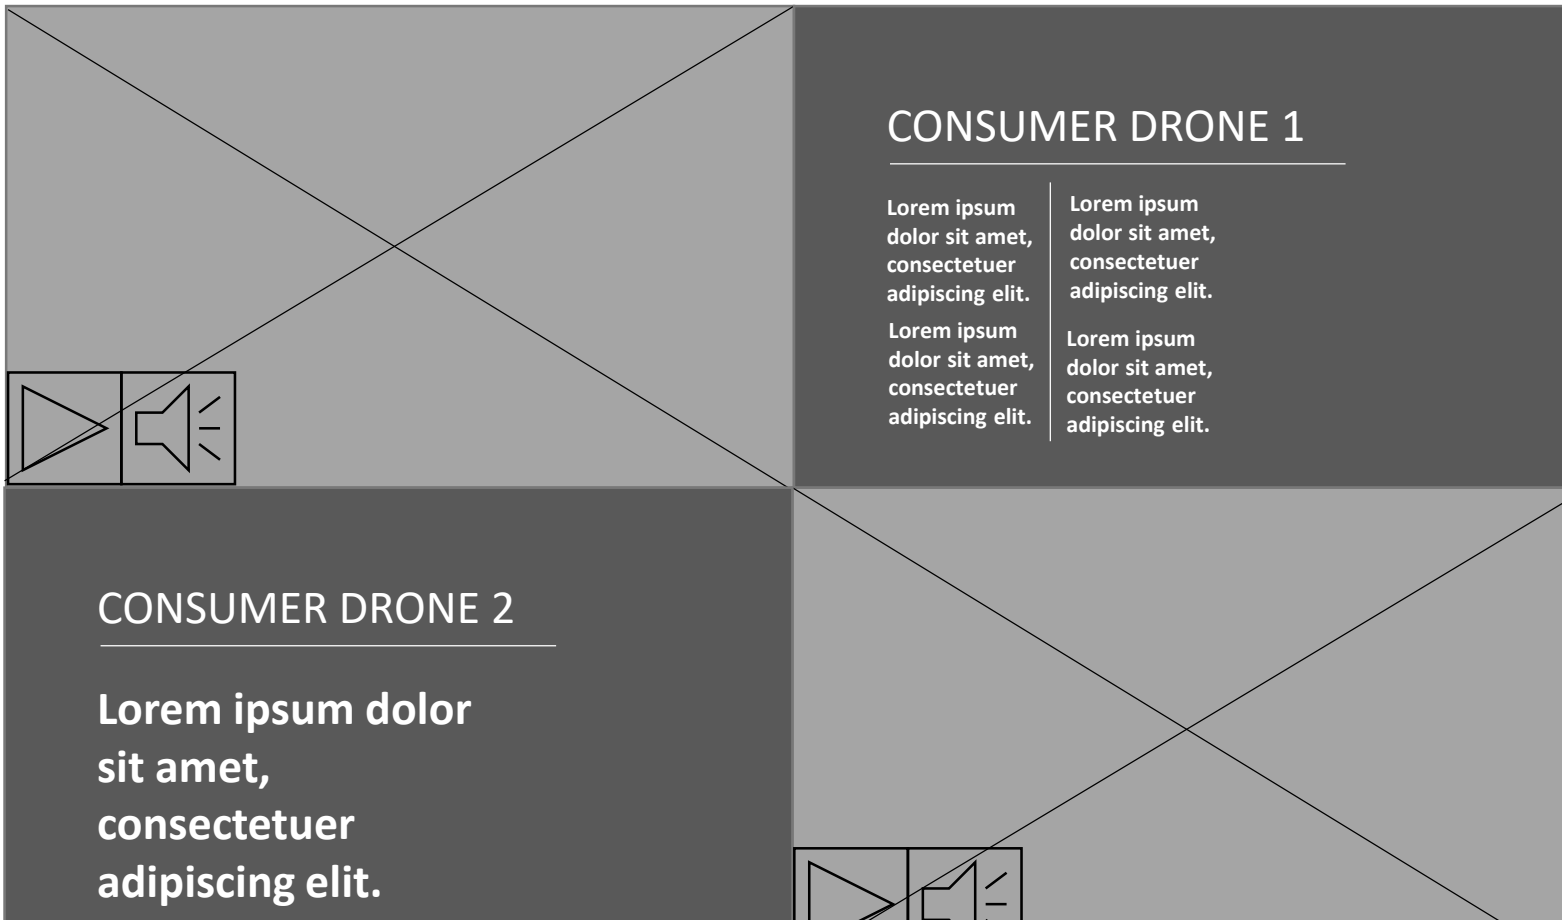 CONSUMER DRONE 1
Lorem ipsum
dolor sit amet,
consectetuer
adipiscing elit.
Lorem ipsum
dolor sit amet,
consectetuer
adipiscing elit.
Lorem ipsum
dolor sit amet,
consectetuer
adipiscing elit.
Lorem ipsum
dolor sit amet,
consectetuer
adipiscing elit.
CONSUMER DRONE 2
Lorem ipsum dolor
sit amet,
consectetuer
adipiscing elit.